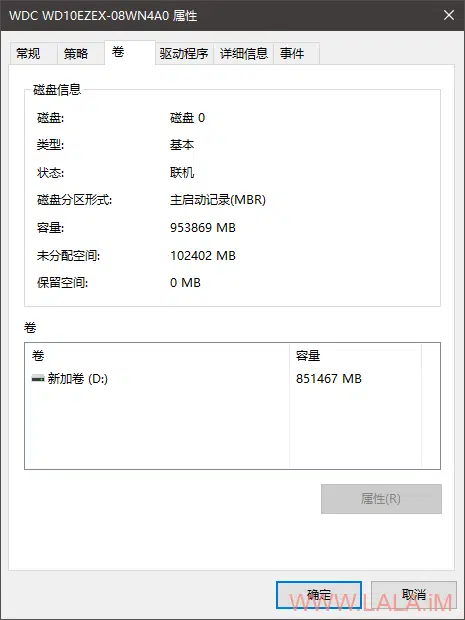 WDC WD10EZEX-08WN4A0 属性
常规 策略 卷 驱动程序 详细信息 事件
磁盘信息
磁盘: 磁盘 0
类型: 基本
状态: 联机
磁盘分区形式: 主启动记录(MBR)
容量: 953869 MB
未分配空间: 102402 MB
保留空间: 0 MB
卷
卷 容量
新加卷 (D:) 851467 MB
属性(R)
确定 取消
WWW.LALA.iM